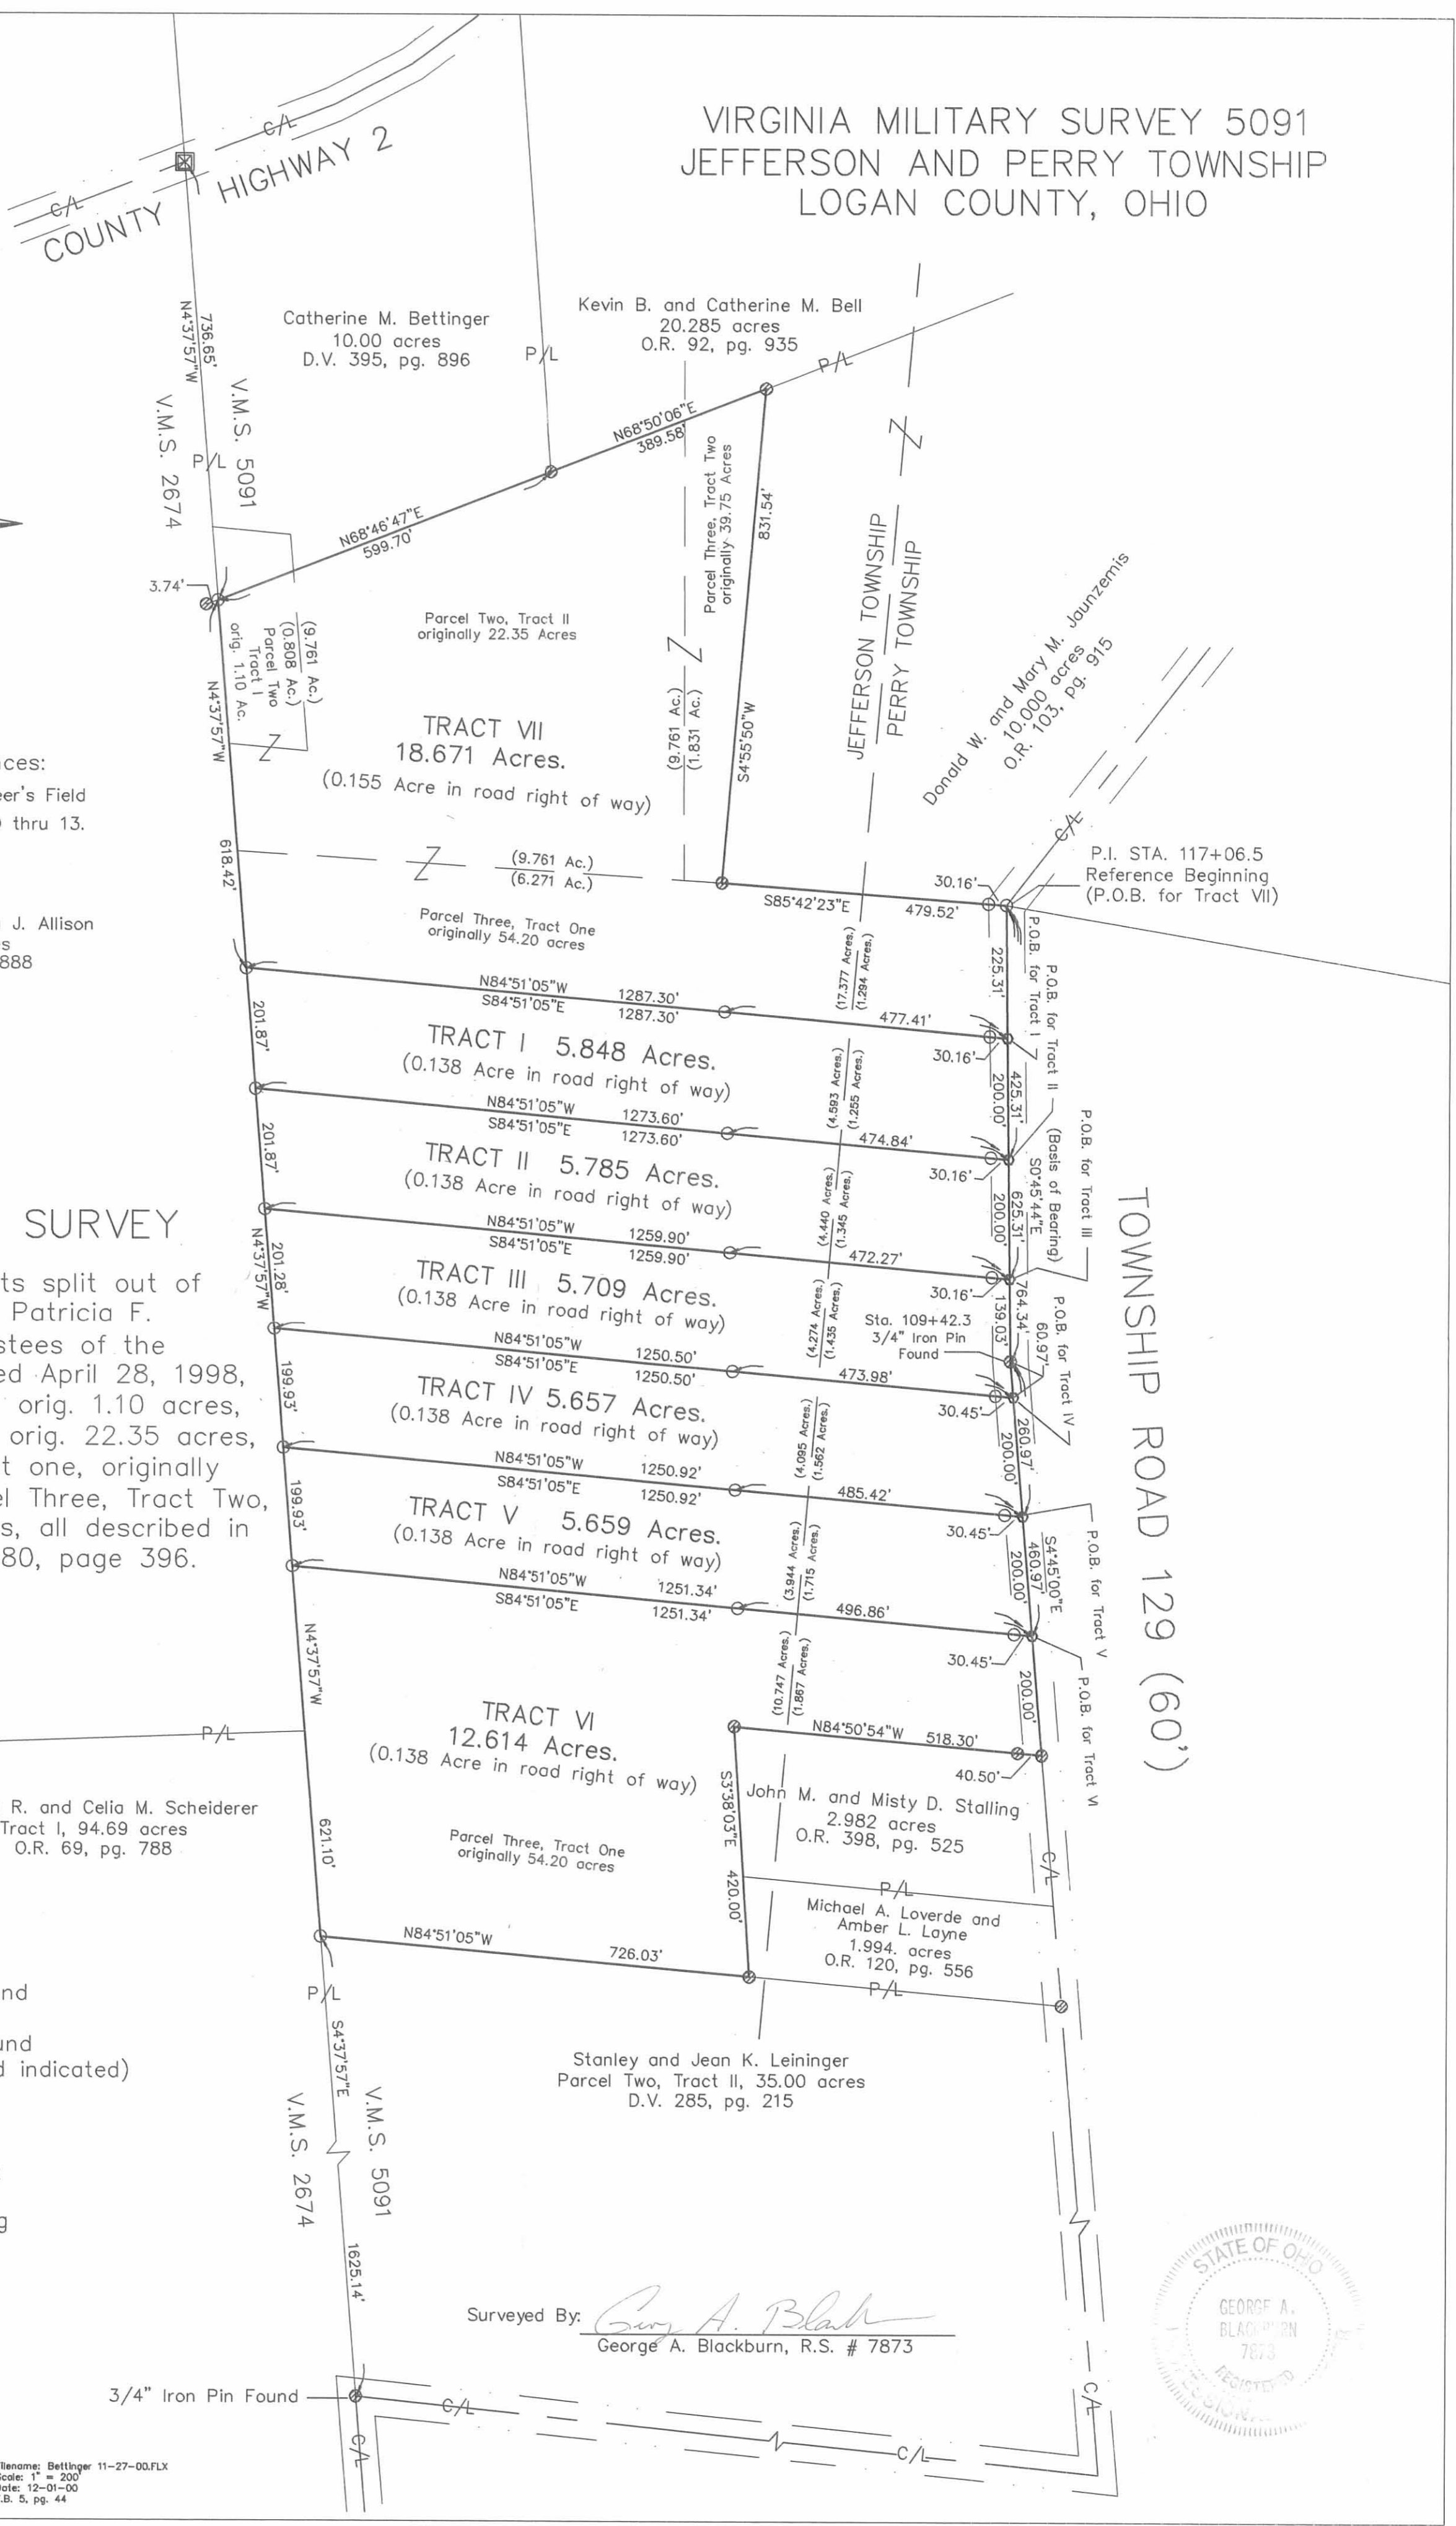 VIRGINIA MILITARY SURVEY 5091
JEFFERSON AND PERRY TOWNSHIP
LOGAN COUNTY, OHIO
C/L
C/L
COUNTY HIGHWAY 2
736.65'
N4°37'57"W
V.M.S. 5091
V.M.S. 2674
P/L
Catherine M. Bettinger
10.00 acres
D.V. 395, pg. 896
P/L
Kevin B. and Catherine M. Bell
20.285 acres
O.R. 92, pg. 935
P/L
N68°50'06"E
389.58'
N68°46'47"E
599.70'
3.74'
Parcel Three, Tract Two
originally 39.75 Acres
831.54'
S4°55'50"W
JEFFERSON TOWNSHIP
PERRY TOWNSHIP
Donald W. and Mary M. Jaunzemis
10.000 acres
O.R. 103, pg. 915
C/L
(9.761 Ac.)
(0.808 Ac.)
Parcel Two
Tract I
orig. 1.10 Ac.
N4°37'57"W
618.42'
Parcel Two, Tract II
originally 22.35 Acres
TRACT VII
18.671 Acres.
(0.155 Acre in road right of way)
(9.761 Ac.)
(1.831 Ac.)
(9.761 Ac.)
(6.271 Ac.)
ces:
er's Field
thru 13.
J. Allison
s
888
P.I. STA. 117+06.5
Reference Beginning
(P.O.B. for Tract VII)
30.16'
S85°42'23"E
479.52'
Parcel Three, Tract One
originally 54.20 acres
(17.377 Acres.)
(1.294 Acres.)
225.31'
P.O.B. for Tract I
N84°51'05"W 1287.30'
S84°51'05"E 1287.30'
477.41'
30.16'
201.87'
TRACT I 5.848 Acres.
(0.138 Acre in road right of way)
(4.593 Acres.)
(1.255 Acres.)
200.00'
425.31'
P.O.B. for Tract II
N84°51'05"W 1273.60'
S84°51'05"E 1273.60'
474.84'
30.16'
201.87'
TRACT II 5.785 Acres.
(0.138 Acre in road right of way)
(4.440 Acres.)
(1.345 Acres.)
200.00'
625.31'
S0°45'44"E
(Basis of Bearing)
P.O.B. for Tract III
N84°51'05"W 1259.90'
S84°51'05"E 1259.90'
472.27'
30.16'
201.28'
N4°37'57"W
TRACT III 5.709 Acres.
(0.138 Acre in road right of way)
(4.274 Acres.)
(1.435 Acres.)
Sta. 109+42.3
3/4" Iron Pin
Found
139.03'
764.34'
60.97'
P.O.B. for Tract IV
N84°51'05"W 1250.50'
S84°51'05"E 1250.50'
473.98'
30.45'
199.93'
TRACT IV 5.657 Acres.
(0.138 Acre in road right of way)
(4.095 Acres.)
(1.562 Acres.)
200.00'
260.97'
N84°51'05"W 1250.92'
S84°51'05"E 1250.92'
485.42'
30.45'
P.O.B. for Tract V
199.93'
TRACT V 5.659 Acres.
(0.138 Acre in road right of way)
(3.944 Acres.)
(1.715 Acres.)
200.00'
460.97'
S4°45'00"E
N84°51'05"W 1251.34'
S84°51'05"E 1251.34'
496.86'
30.45'
P.O.B. for Tract VI
TOWNSHIP ROAD 129 (60')
SURVEY
ts split out of
Patricia F.
stees of the
ed April 28, 1998,
orig. 1.10 acres,
orig. 22.35 acres,
t one, originally
el Three, Tract Two,
s, all described in
80, page 396.
N4°37'57"W
621.10'
P/L
TRACT VI
12.614 Acres.
(0.138 Acre in road right of way)
(10.747 Acres.)
(1.867 Acres.)
200.00'
N84°50'54"W 518.30'
40.50'
S3°38'03"E
420.00'
John M. and Misty D. Stalling
2.982 acres
O.R. 398, pg. 525
C/L
P/L
R. and Celia M. Scheiderer
Tract I, 94.69 acres
O.R. 69, pg. 788
Parcel Three, Tract One
originally 54.20 acres
Michael A. Loverde and
Amber L. Layne
1.994. acres
O.R. 120, pg. 556
P/L
N84°51'05"W 726.03'
nd
und
d indicated)
g
P/L
S4°37'57"E
V.M.S. 5091
V.M.S. 2674
1625.14'
Stanley and Jean K. Leininger
Parcel Two, Tract II, 35.00 acres
D.V. 285, pg. 215
Surveyed By:
George A. Blackburn, R.S. # 7873
STATE OF OHIO
GEORGE A.
BLACKBURN
7873
REGISTERED
3/4" Iron Pin Found
C/L
C/L
C/L
C/L
filename: Bettinger 11-27-00.FLX
Scale: 1" = 200'
Date: 12-01-00
F.B. 5, pg. 44